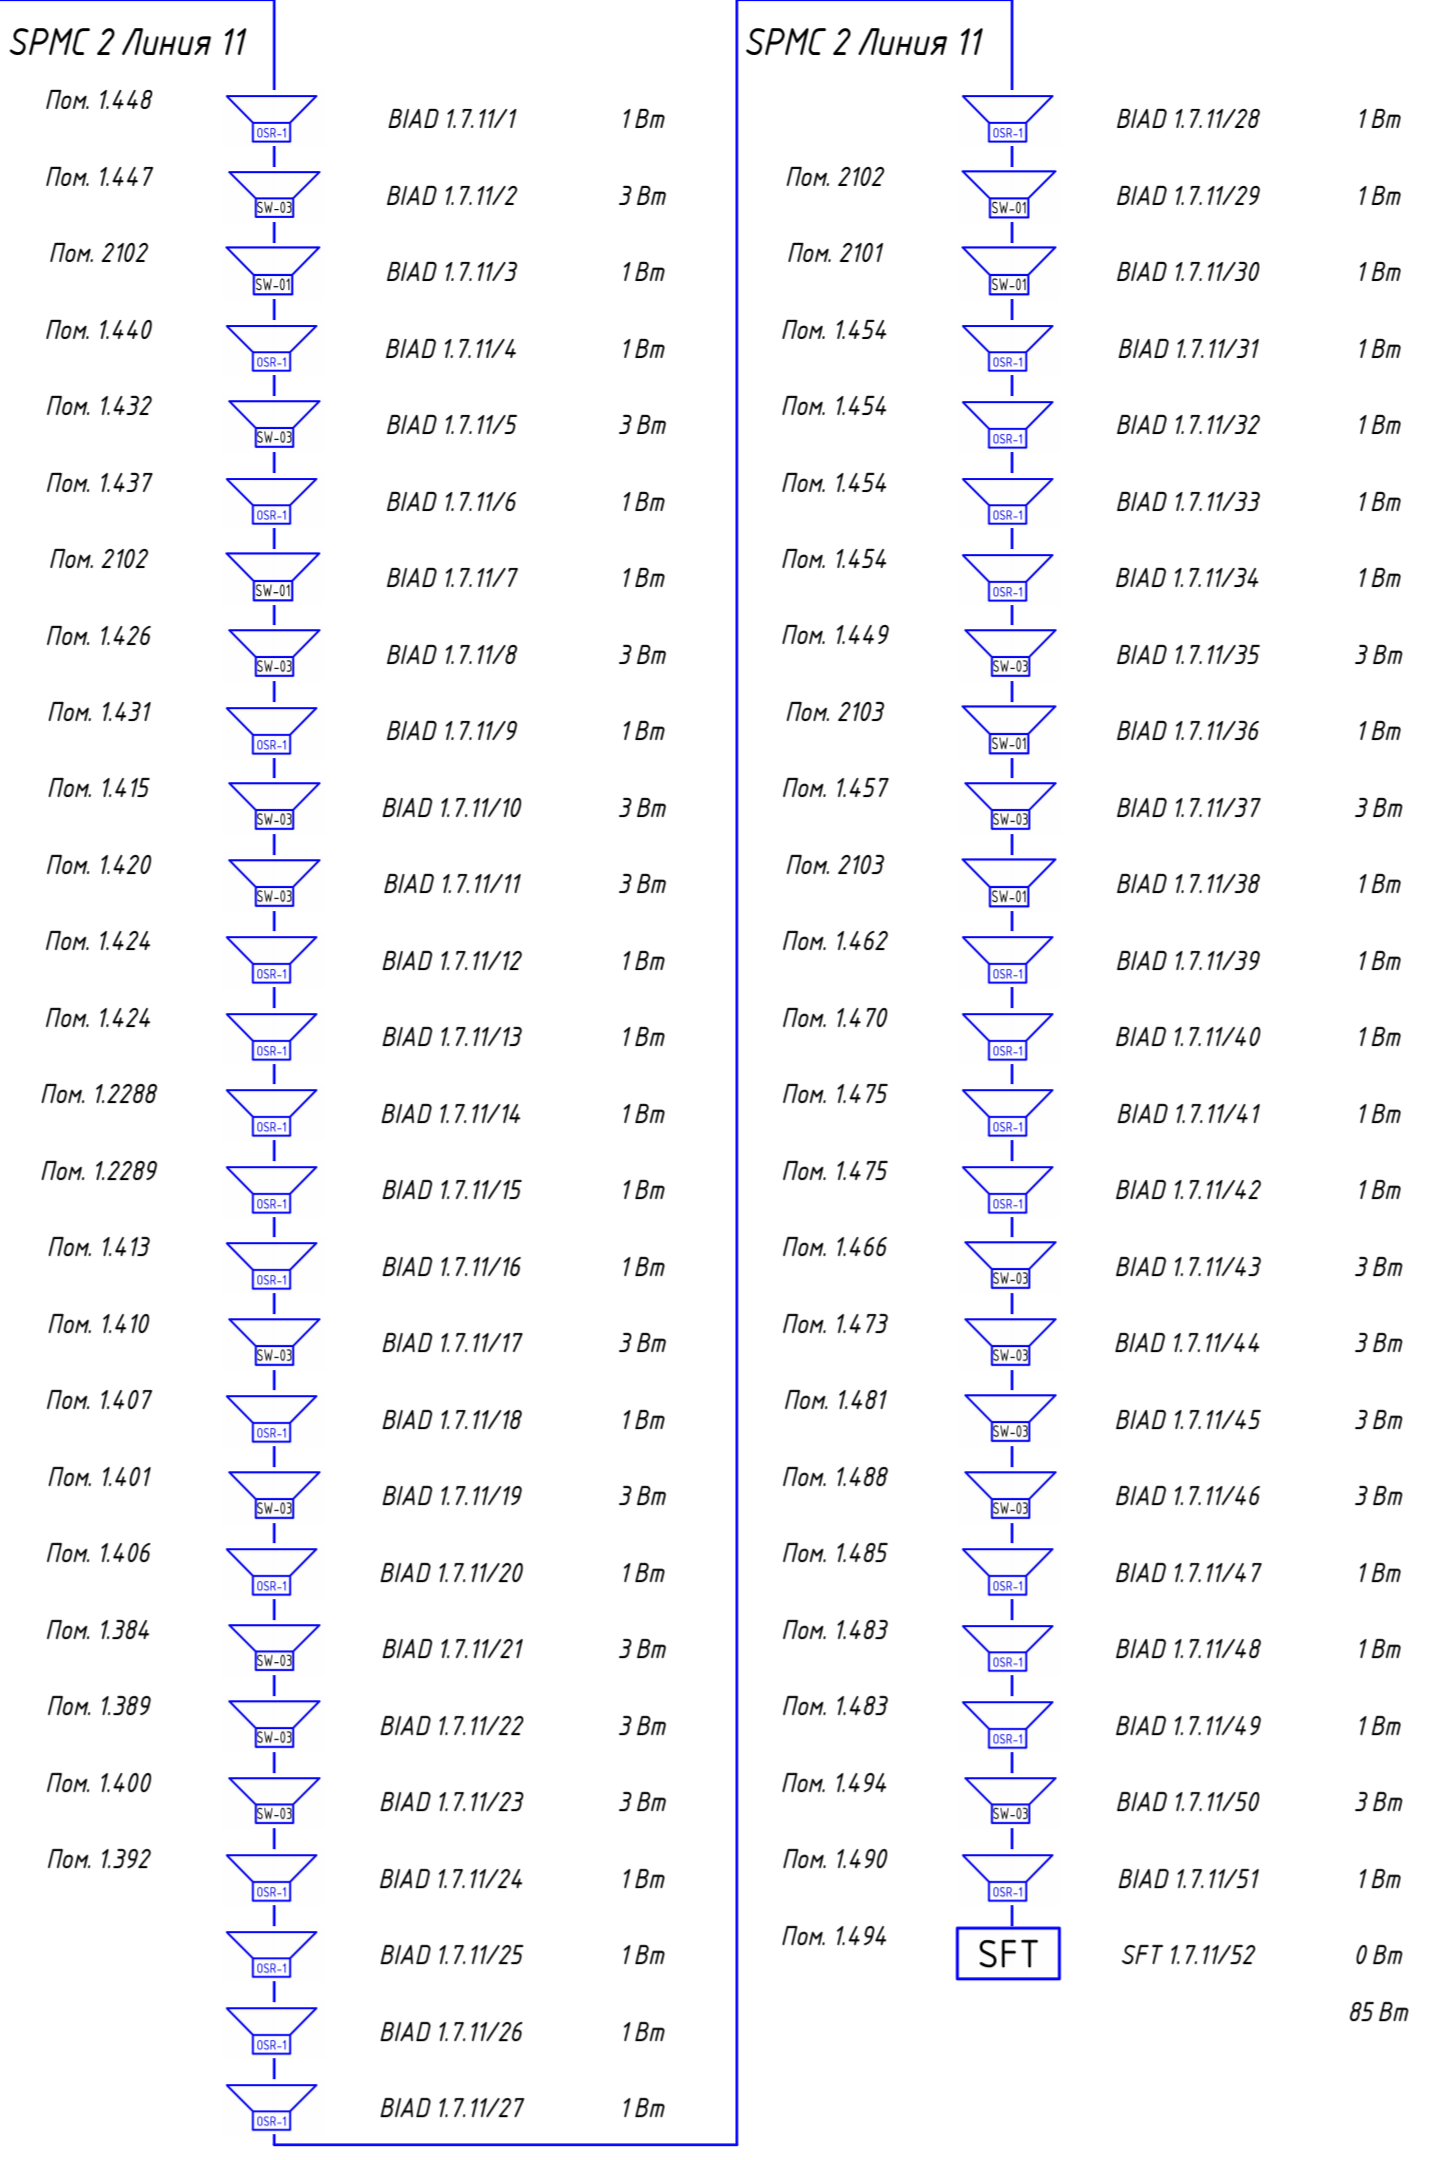 SPMC 2 Линия 11
Пом. 1.448
OSR-1
BIAD 1.7.11/1
1 Вт
Пом. 1.447
SW-03
BIAD 1.7.11/2
3 Вт
Пом. 2102
SW-01
BIAD 1.7.11/3
1 Вт
Пом. 1.440
OSR-1
BIAD 1.7.11/4
1 Вт
Пом. 1.432
SW-03
BIAD 1.7.11/5
3 Вт
Пом. 1.437
OSR-1
BIAD 1.7.11/6
1 Вт
Пом. 2102
SW-01
BIAD 1.7.11/7
1 Вт
Пом. 1.426
SW-03
BIAD 1.7.11/8
3 Вт
Пом. 1.431
OSR-1
BIAD 1.7.11/9
1 Вт
Пом. 1.415
SW-03
BIAD 1.7.11/10
3 Вт
Пом. 1.420
SW-03
BIAD 1.7.11/11
3 Вт
Пом. 1.424
OSR-1
BIAD 1.7.11/12
1 Вт
Пом. 1.424
OSR-1
BIAD 1.7.11/13
1 Вт
Пом. 1.2288
OSR-1
BIAD 1.7.11/14
1 Вт
Пом. 1.2289
OSR-1
BIAD 1.7.11/15
1 Вт
Пом. 1.413
OSR-1
BIAD 1.7.11/16
1 Вт
Пом. 1.410
SW-03
BIAD 1.7.11/17
3 Вт
Пом. 1.407
OSR-1
BIAD 1.7.11/18
1 Вт
Пом. 1.401
SW-03
BIAD 1.7.11/19
3 Вт
Пом. 1.406
OSR-1
BIAD 1.7.11/20
1 Вт
Пом. 1.384
SW-03
BIAD 1.7.11/21
3 Вт
Пом. 1.389
SW-03
BIAD 1.7.11/22
3 Вт
Пом. 1.400
SW-03
BIAD 1.7.11/23
3 Вт
Пом. 1.392
OSR-1
BIAD 1.7.11/24
1 Вт
OSR-1
BIAD 1.7.11/25
1 Вт
OSR-1
BIAD 1.7.11/26
1 Вт
OSR-1
BIAD 1.7.11/27
1 Вт
SPMC 2 Линия 11
OSR-1
BIAD 1.7.11/28
1 Вт
Пом. 2102
SW-01
BIAD 1.7.11/29
1 Вт
Пом. 2101
SW-01
BIAD 1.7.11/30
1 Вт
Пом. 1.454
OSR-1
BIAD 1.7.11/31
1 Вт
Пом. 1.454
OSR-1
BIAD 1.7.11/32
1 Вт
Пом. 1.454
OSR-1
BIAD 1.7.11/33
1 Вт
Пом. 1.454
OSR-1
BIAD 1.7.11/34
1 Вт
Пом. 1.449
SW-03
BIAD 1.7.11/35
3 Вт
Пом. 2103
SW-01
BIAD 1.7.11/36
1 Вт
Пом. 1.457
SW-03
BIAD 1.7.11/37
3 Вт
Пом. 2103
SW-01
BIAD 1.7.11/38
1 Вт
Пом. 1.462
OSR-1
BIAD 1.7.11/39
1 Вт
Пом. 1.470
OSR-1
BIAD 1.7.11/40
1 Вт
Пом. 1.475
OSR-1
BIAD 1.7.11/41
1 Вт
Пом. 1.475
OSR-1
BIAD 1.7.11/42
1 Вт
Пом. 1.466
SW-03
BIAD 1.7.11/43
3 Вт
Пом. 1.473
SW-03
BIAD 1.7.11/44
3 Вт
Пом. 1.481
SW-03
BIAD 1.7.11/45
3 Вт
Пом. 1.488
SW-03
BIAD 1.7.11/46
3 Вт
Пом. 1.485
OSR-1
BIAD 1.7.11/47
1 Вт
Пом. 1.483
OSR-1
BIAD 1.7.11/48
1 Вт
Пом. 1.483
OSR-1
BIAD 1.7.11/49
1 Вт
Пом. 1.494
SW-03
BIAD 1.7.11/50
3 Вт
Пом. 1.490
OSR-1
BIAD 1.7.11/51
1 Вт
Пом. 1.494
SFT
SFT 1.7.11/52
0 Вт
85 Вт